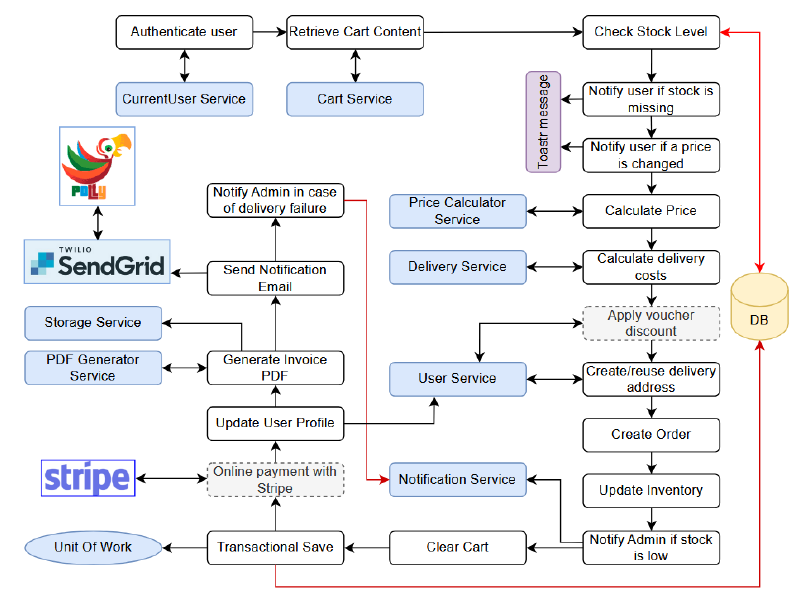 Authenticate user
Retrieve Cart Content
Check Stock Level
CurrentUser Service
Cart Service
Toastr message
Notify user if stock is
missing
Notify user if a price
is changed
POLLY
Notify Admin in case
of delivery failure
Price Calculator
Service
Calculate Price
TWILIO
SendGrid
Send Notification
Email
Delivery Service
Calculate delivery
costs
Storage Service
Apply voucher
discount
DB
PDF Generator
Service
Generate Invoice
PDF
User Service
Create/reuse delivery
address
Update User Profile
Create Order
stripe
Online payment with
Stripe
Notification Service
Update Inventory
Unit Of Work
Transactional Save
Clear Cart
Notify Admin if stock
is low